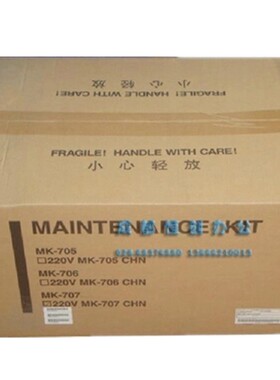 小心轻放
FRAGILE! HANDLE WITH CARE!
FRAGILE! HANDLE WITH CARE!
小心轻放
MAINTENANCE KIT
MK-705
220V MK-705 CHN
MK-706
220V MK-706 CHN
MK-707
220V MK-707 CHN